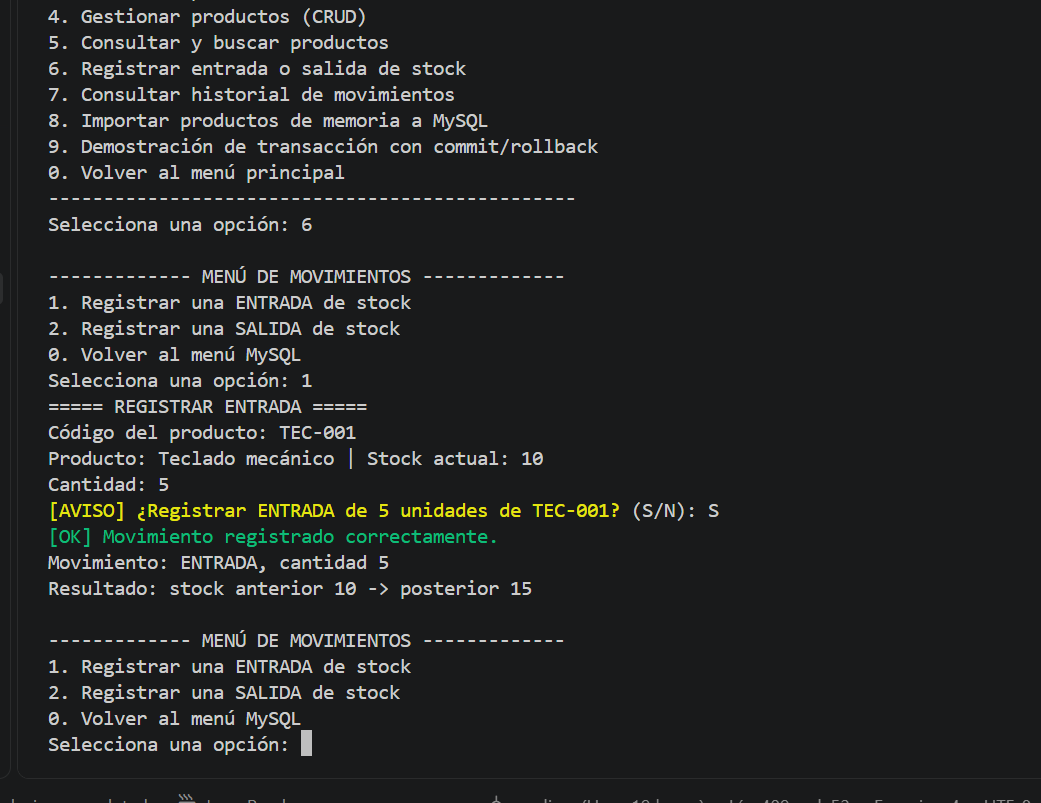 4. Gestionar productos (CRUD)
5. Consultar y buscar productos
6. Registrar entrada o salida de stock
7. Consultar historial de movimientos
8. Importar productos de memoria a MySQL
9. Demostración de transacción con commit/rollback
0. Volver al menú principal
------------------------------------------------
Selecciona una opción: 6
------------- MENÚ DE MOVIMIENTOS -------------
1. Registrar una ENTRADA de stock
2. Registrar una SALIDA de stock
0. Volver al menú MySQL
Selecciona una opción: 1
===== REGISTRAR ENTRADA =====
Código del producto: TEC-001
Producto: Teclado mecánico | Stock actual: 10
Cantidad: 5
[AVISO] ¿Registrar ENTRADA de 5 unidades de TEC-001? (S/N): S
[OK] Movimiento registrado correctamente.
Movimiento: ENTRADA, cantidad 5
Resultado: stock anterior 10 -> posterior 15
------------- MENÚ DE MOVIMIENTOS -------------
1. Registrar una ENTRADA de stock
2. Registrar una SALIDA de stock
0. Volver al menú MySQL
Selecciona una opción: